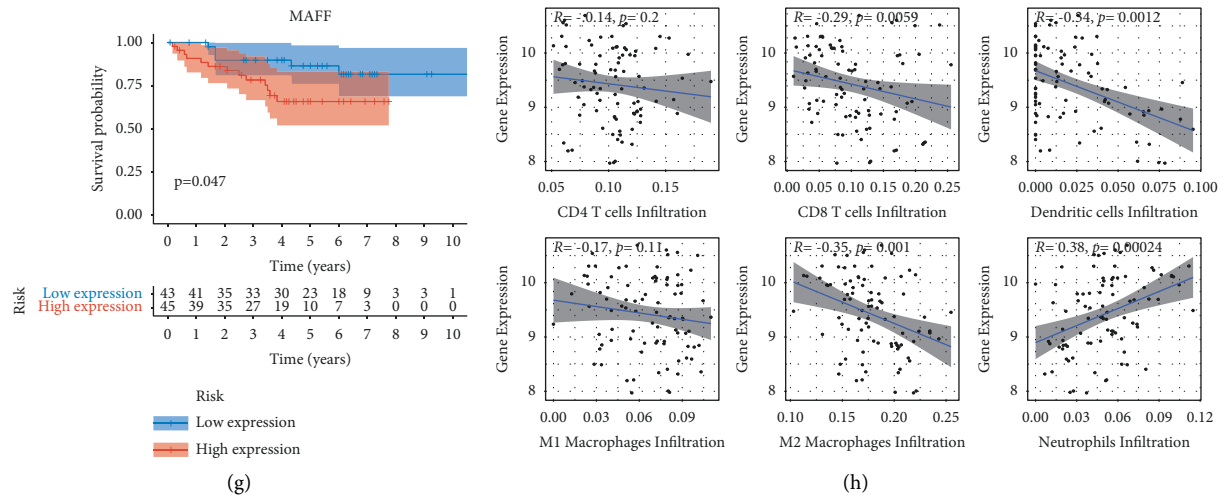 MAFF
Survival probability
1.00
0.75
0.50
0.25
0.00
p=0.047
0 1 2 3 4 5 6 7 8 9 10
Time (years)
Risk
Low expression 43 41 35 33 30 23 18 9 3 3 1
High expression 45 39 35 27 19 10 7 3 0 0 0
0 1 2 3 4 5 6 7 8 9 10
Time (years)
Risk
Low expression
High expression
(g)
R= -0.14, p= 0.2
Gene Expression
10
9
8
0.05 0.10 0.15
CD4 T cells Infiltration
R= -0.29, p= 0.0059
Gene Expression
10
9
8
0.00 0.05 0.10 0.15 0.20 0.25
CD8 T cells Infiltration
R= -0.34, p= 0.0012
Gene Expression
10
9
8
0.000 0.025 0.050 0.075 0.100
Dendritic cells Infiltration
R= -0.17, p= 0.11
Gene Expression
10
9
8
0.00 0.03 0.06 0.09
M1 Macrophages Infiltration
R= -0.35, p= 0.001
Gene Expression
10
9
8
0.10 0.15 0.20 0.25
M2 Macrophages Infiltration
R= 0.38, p= 0.00024
Gene Expression
10
9
8
0.00 0.03 0.06 0.09 0.12
Neutrophils Infiltration
(h)